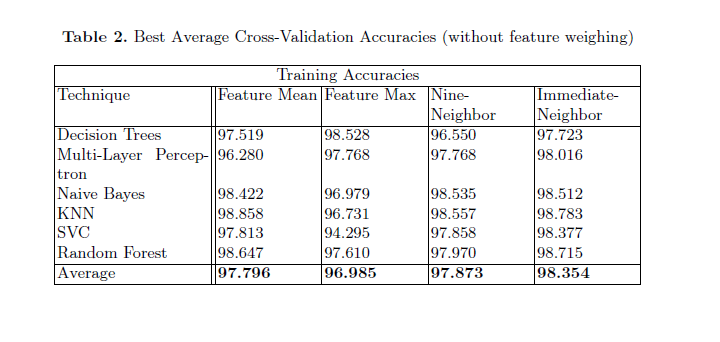 Table 2. Best Average Cross-Validation Accuracies (without feature weighing)
Training Accuracies
Technique Feature Mean Feature Max Nine- Immediate-
Neighbor Neighbor
Decision Trees 97.519 98.528 96.550 97.723
Multi-Layer Percep- 96.280 97.768 97.768 98.016
tron
Naive Bayes 98.422 96.979 98.535 98.512
KNN 98.858 96.731 98.557 98.783
SVC 97.813 94.295 97.858 98.377
Random Forest 98.647 97.610 97.970 98.715
Average 97.796 96.985 97.873 98.354